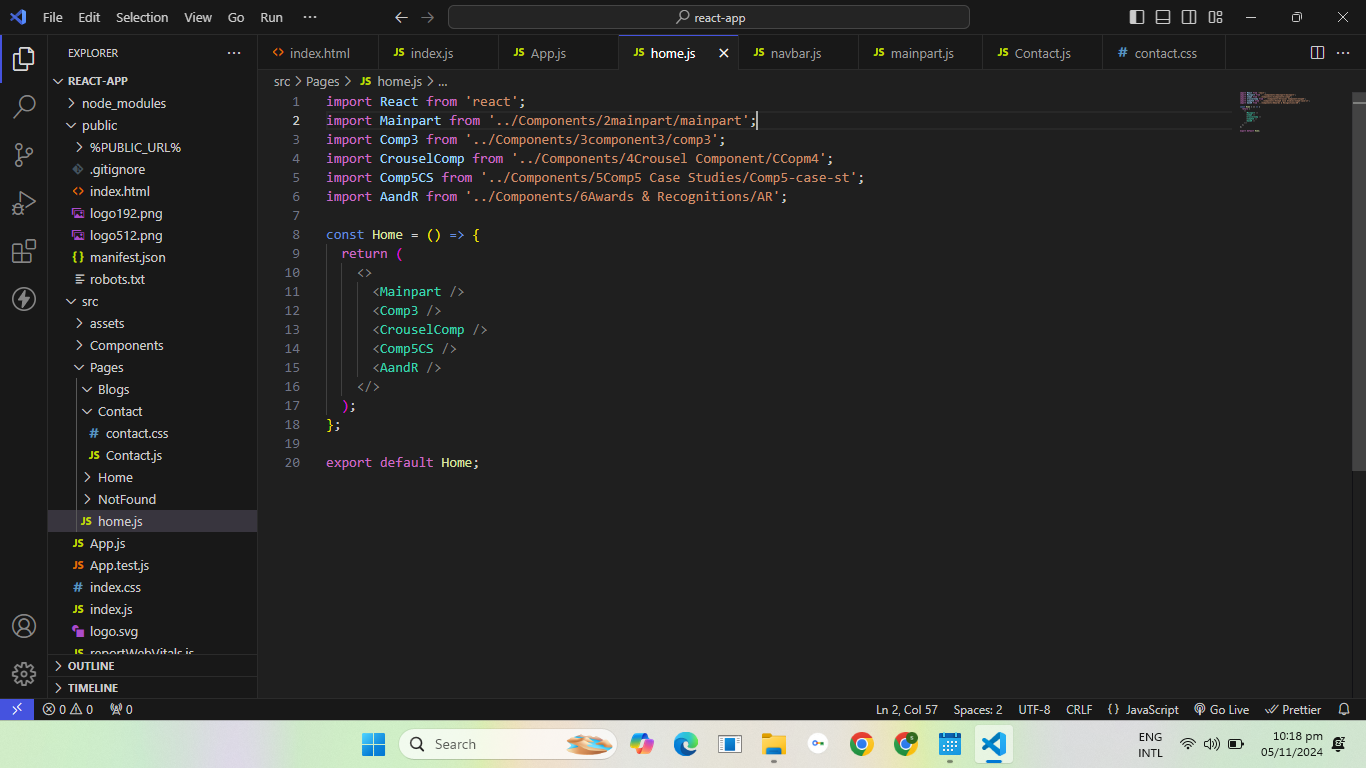 File Edit Selection View Go Run ··· react-app
EXPLORER ···
REACT-APP
node_modules
public
%PUBLIC_URL%
.gitignore
index.html
logo192.png
logo512.png
manifest.json
robots.txt
src
assets
Components
Pages
Blogs
Contact
contact.css
Contact.js
Home
NotFound
home.js
App.js
App.test.js
index.css
index.js
logo.svg
reportWebVitals.js
OUTLINE
TIMELINE
index.html index.js App.js home.js navbar.js mainpart.js Contact.js contact.css
src > Pages > home.js > ...
1 import React from 'react';
2 import Mainpart from '../Components/2mainpart/mainpart';
3 import Comp3 from '../Components/3component3/comp3';
4 import CrouselComp from '../Components/4Crousel Component/CCopm4';
5 import Comp5CS from '../Components/5Comp5 Case Studies/Comp5-case-st';
6 import AandR from '../Components/6Awards & Recognitions/AR';
7
8 const Home = () => {
9   return (
10     <>
11       <Mainpart />
12       <Comp3 />
13       <CrouselComp />
14       <Comp5CS />
15       <AandR />
16     </>
17   );
18 };
19
20 export default Home;
0 0 0 Ln 2, Col 57 Spaces: 2 UTF-8 CRLF {} JavaScript Go Live Prettier
Search
ENG
INTL
10:18 pm
05/11/2024